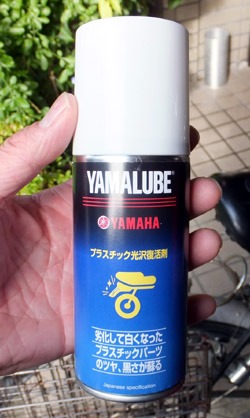 YAMALUBE®
YAMAHA
プラスチック光沢復活剤
劣化して白くなった
プラスチックパーツ
のツヤ、黒さが蘇る
Japanese specification